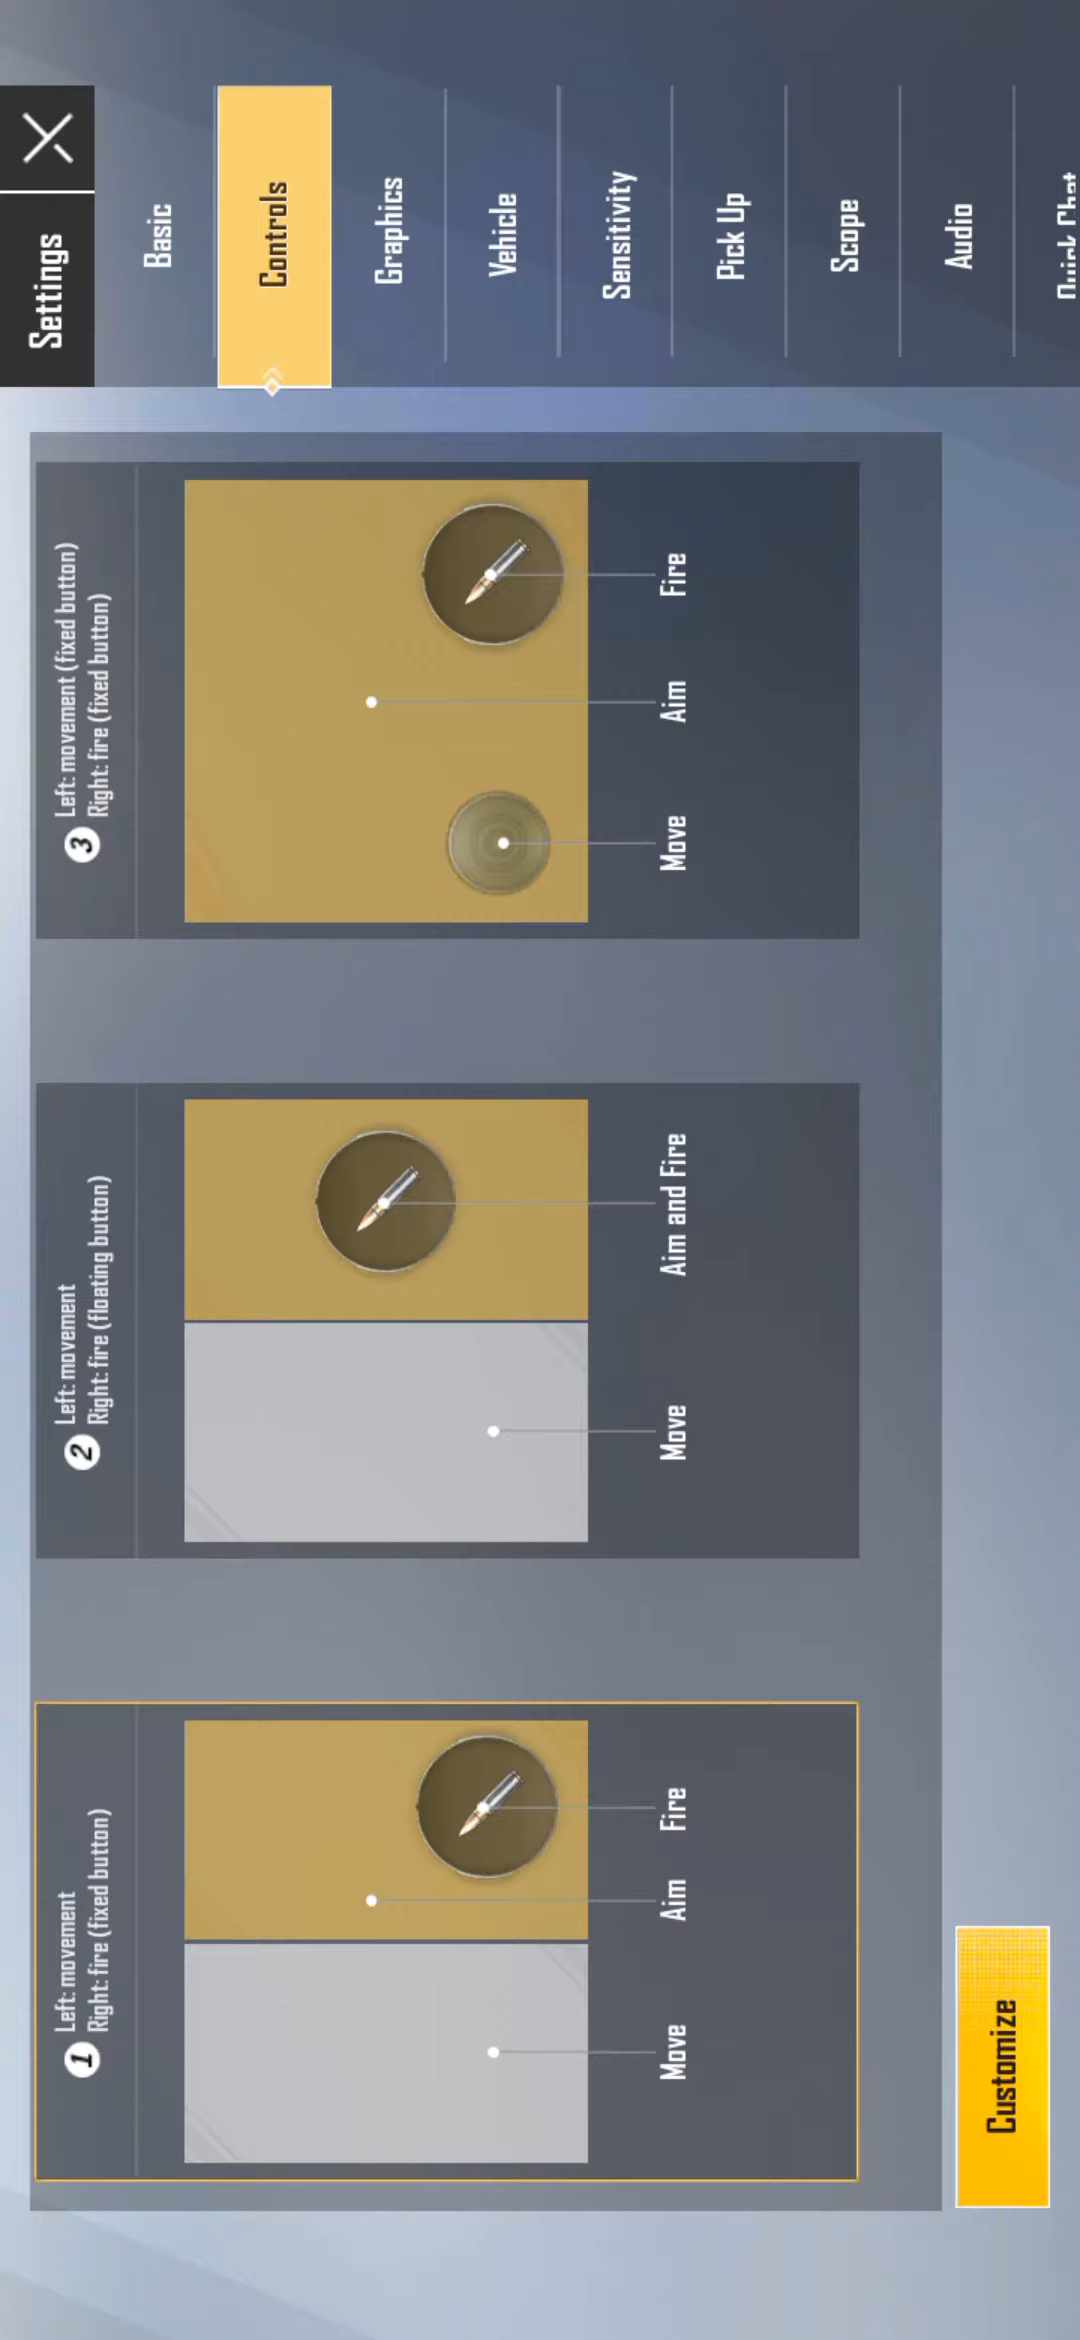 Settings
Basic
Controls
Graphics
Vehicle
Sensitivity
Pick Up
Scope
Audio
Quick Chat
1
Left: movement
Right: fire (fixed button)
Move
Aim
Fire
2
Left: movement
Right: fire (floating button)
Move
Aim and Fire
3
Left: movement (fixed button)
Right: fire (fixed button)
Move
Aim
Fire
Customize